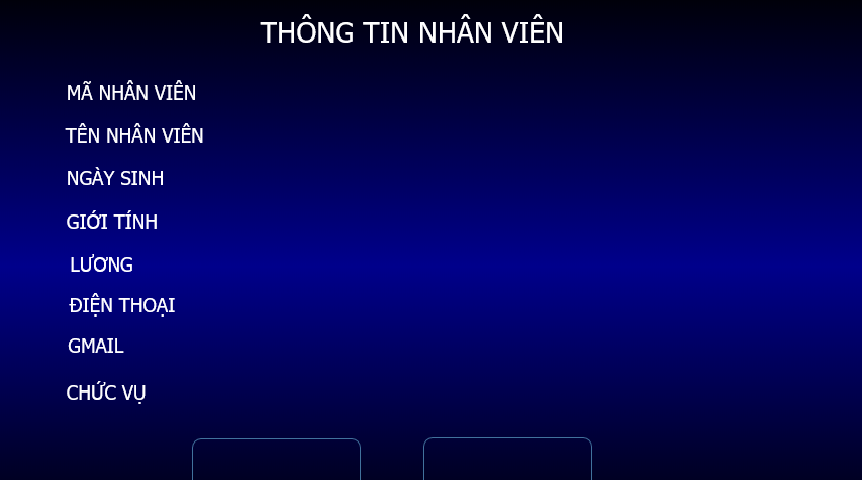 THÔNG TIN NHÂN VIÊN
MÃ NHÂN VIÊN
TÊN NHÂN VIÊN
NGÀY SINH
GIỚI TÍNH
LƯƠNG
ĐIỆN THOẠI
GMAIL
CHỨC VỤ